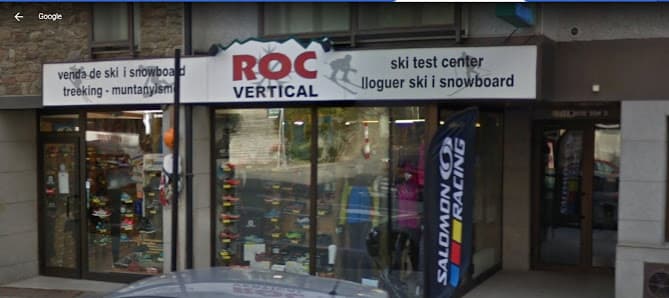 Google
venda de ski i snowboard
treeking - muntanyisme
ROC
VERTICAL
ski test center
lloguer ski i snowboard
SALOMON
RACING